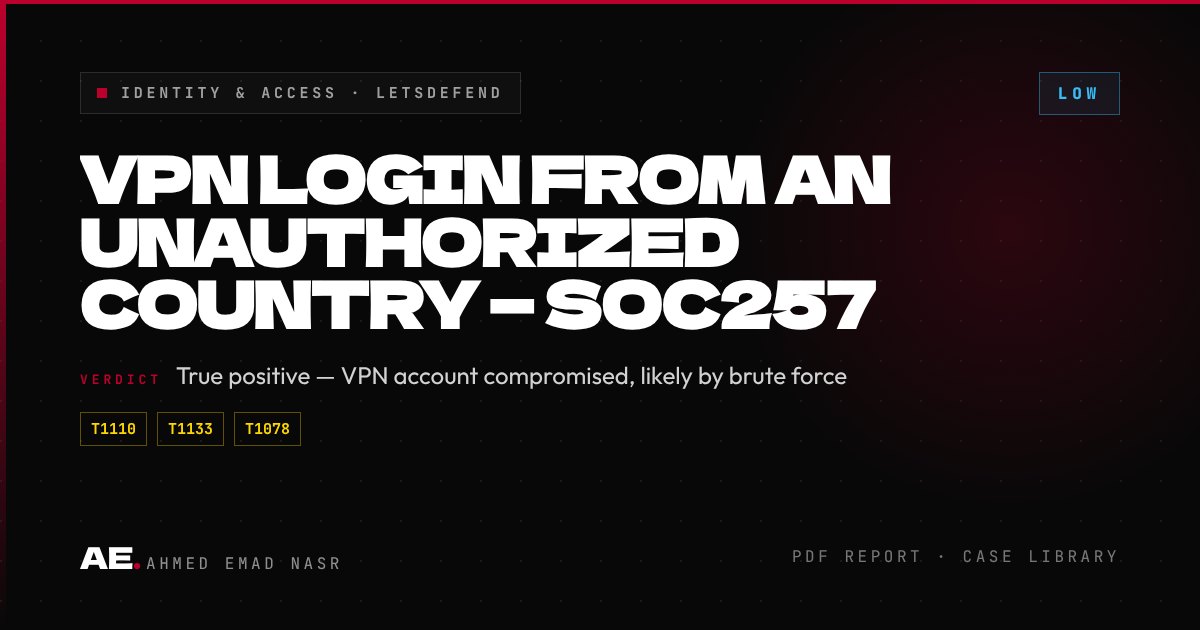 IDENTITY & ACCESS · LETSDEFEND
LOW
VPN LOGIN FROM AN
UNAUTHORIZED
COUNTRY – SOC257
VERDICT True positive — VPN account compromised, likely by brute force
T1110 T1133 T1078
AE. AHMED EMAD NASR
PDF REPORT · CASE LIBRARY